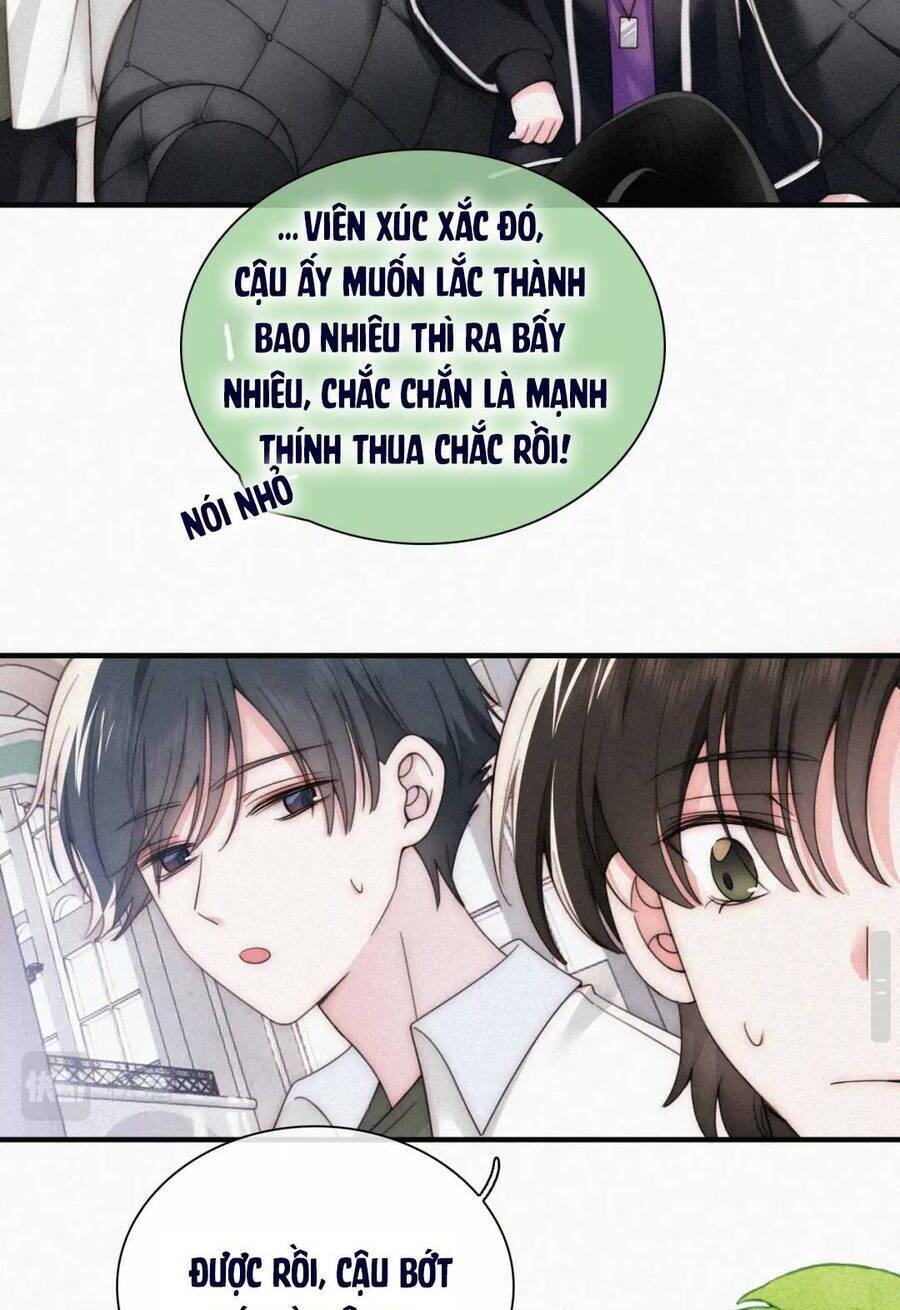 ...VIÊN XÚC XẮC ĐÓ,
CẬU ẤY MUỐN LẮC THÀNH
BAO NHIÊU THÌ RA BẤY
NHIÊU, CHẮC CHẮN LÀ MẠNH
THÍNH THUA CHẮC RỒI!
NÓI NHỎ
ĐƯỢC RỒI, CẬU BỚT